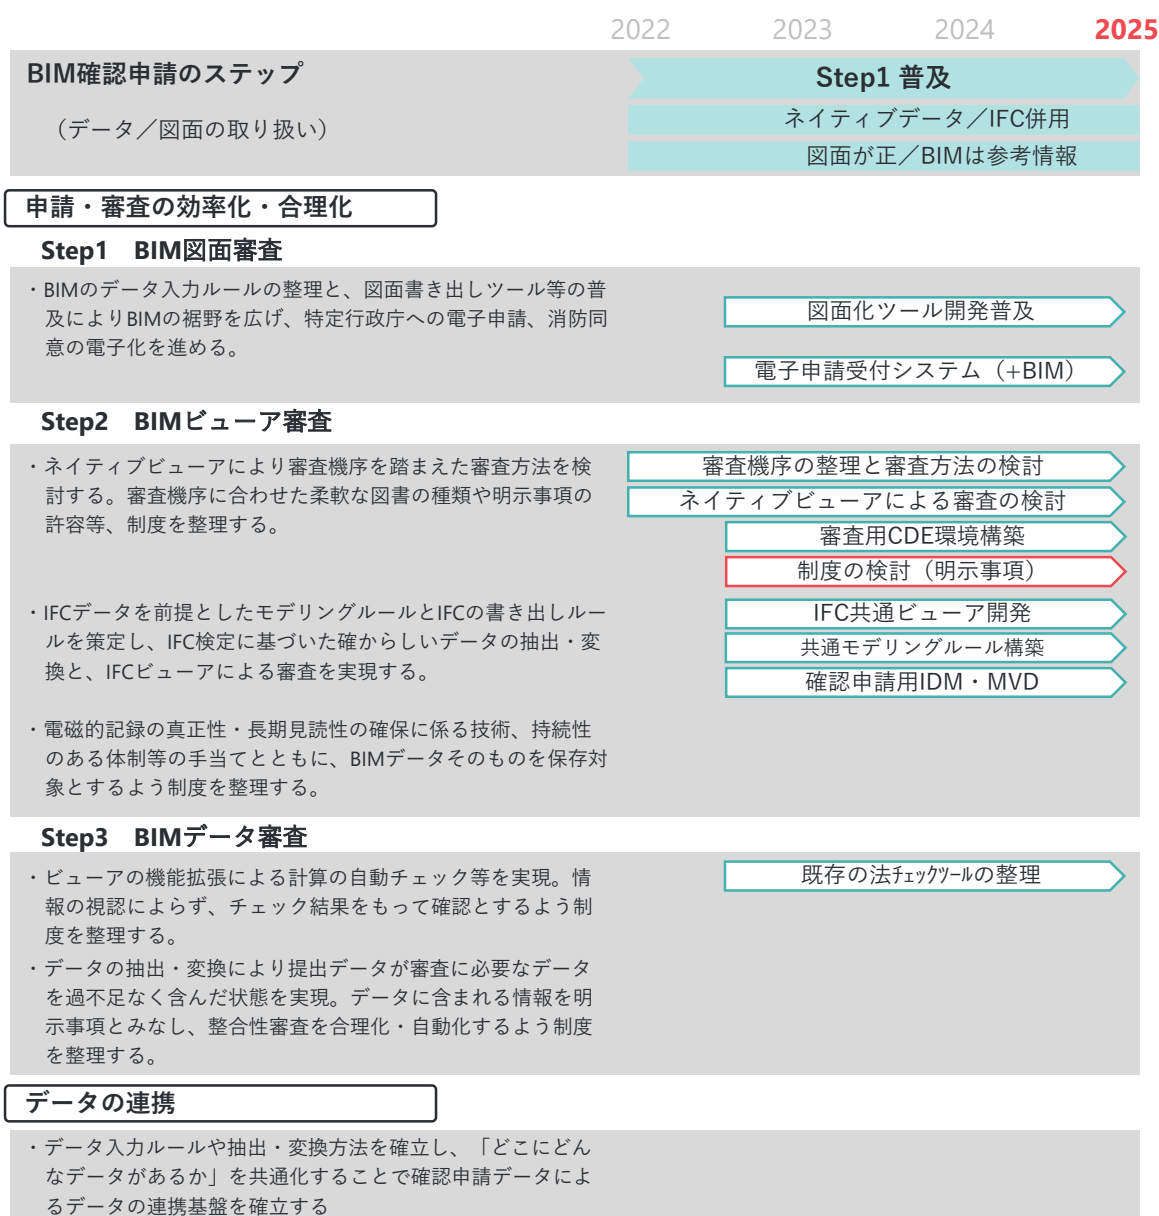 2022 2023 2024 2025
BIM確認申請のステップ
Step1 普及
（データ／図面の取り扱い）
ネイティブデータ／IFC併用
図面が正／BIMは参考情報
申請・審査の効率化・合理化
Step1 BIM図面審査
・BIMのデータ入力ルールの整理と、図面書き出しツール等の普
及によりBIMの裾野を広げ、特定行政庁への電子申請、消防同
意の電子化を進める。
図面化ツール開発普及
電子申請受付システム（+BIM）
Step2 BIMビューア審査
・ネイティブビューアにより審査機序を踏まえた審査方法を検
討する。審査機序に合わせた柔軟な図書の種類や明示事項の
許容等、制度を整理する。
審査機序の整理と審査方法の検討
ネイティブビューアによる審査の検討
審査用CDE環境構築
制度の検討（明示事項）
・IFCデータを前提としたモデリングルールとIFCの書き出しルー
ルを策定し、IFC検定に基づいた確からしいデータの抽出・変
換と、IFCビューアによる審査を実現する。
IFC共通ビューア開発
共通モデリングルール構築
確認申請用IDM・MVD
・電磁的記録の真正性・長期見読性の確保に係る技術、持続性
のある体制等の手当てとともに、BIMデータそのものを保存対
象とするよう制度を整理する。
Step3 BIMデータ審査
・ビューアの機能拡張による計算の自動チェック等を実現。情
報の視認によらず、チェック結果をもって確認とするよう制
度を整理する。
既存の法ﾁｪｯｸﾂｰﾙの整理
・データの抽出・変換により提出データが審査に必要なデータ
を過不足なく含んだ状態を実現。データに含まれる情報を明
示事項とみなし、整合性審査を合理化・自動化するよう制度
を整理する。
データの連携
・データ入力ルールや抽出・変換方法を確立し、「どこにどん
なデータがあるか」を共通化することで確認申請データによ
るデータの連携基盤を確立する